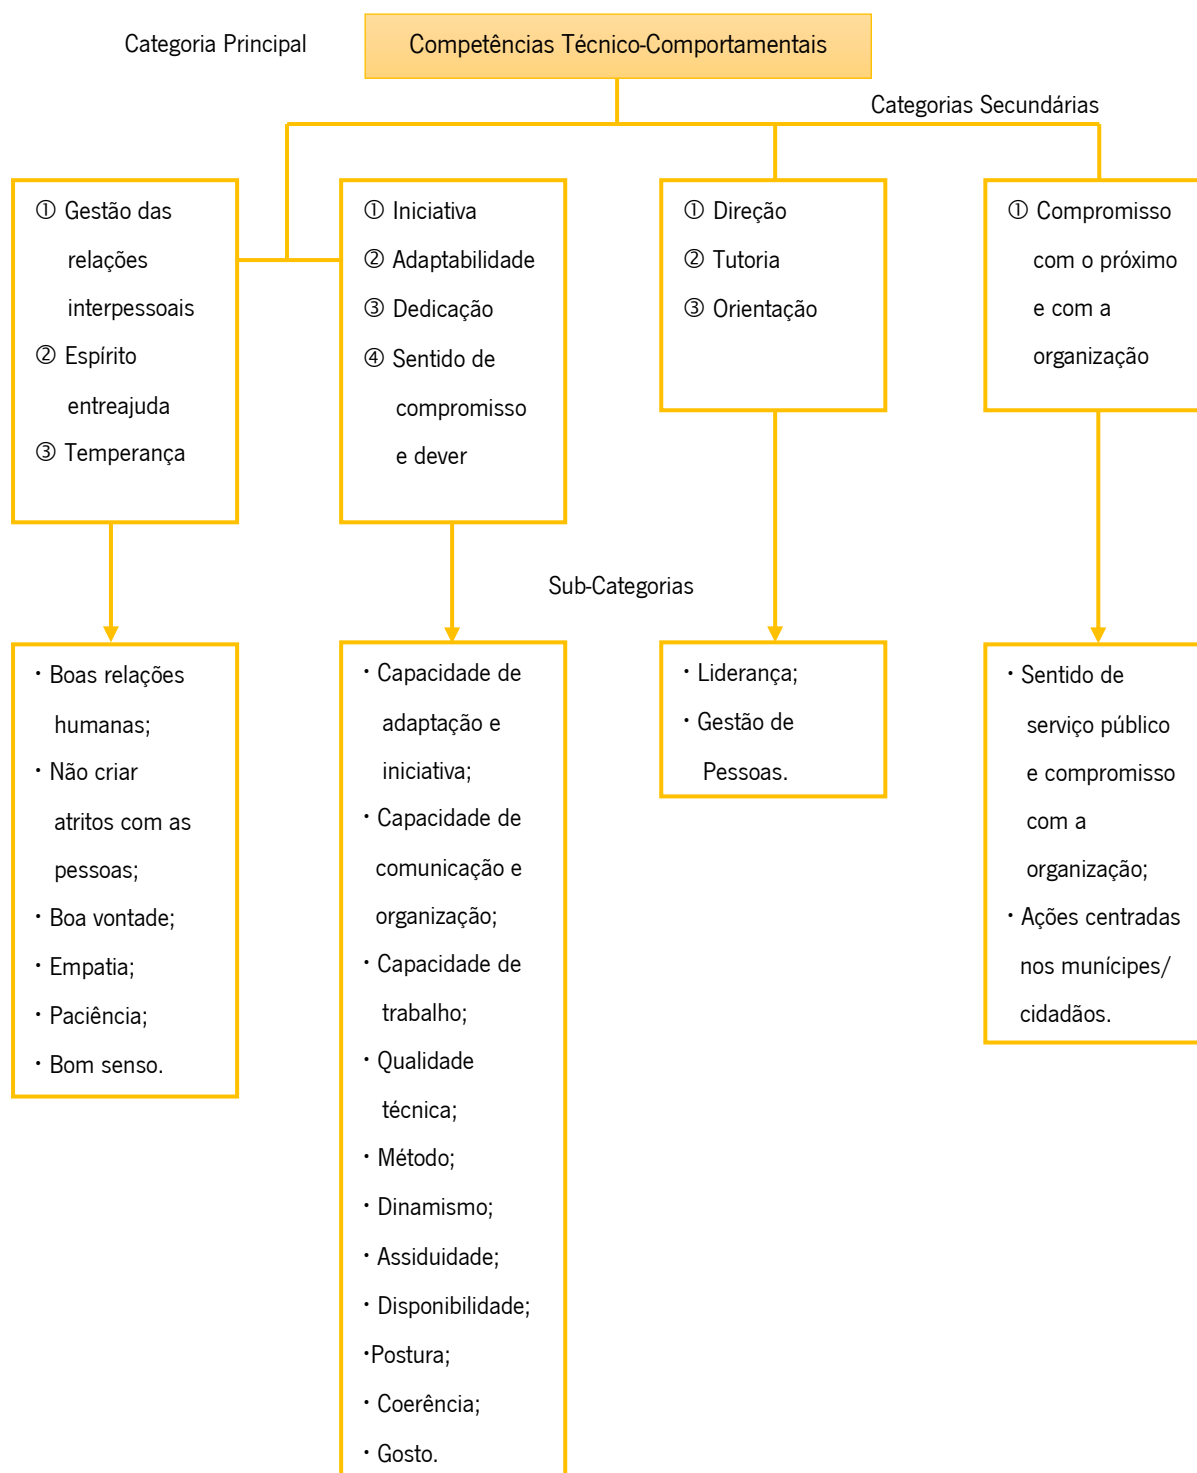 Categoria Principal
Competências Técnico-Comportamentais
Categorias Secundárias
① Gestão das
relações
interpessoais
② Espírito
entreajuda
③ Temperança
① Iniciativa
② Adaptabilidade
③ Dedicação
④ Sentido de
compromisso
e dever
① Direção
② Tutoria
③ Orientação
① Compromisso
com o próximo
e com a
organização
Sub-Categorias
· Boas relações
humanas;
· Não criar
atritos com as
pessoas;
· Boa vontade;
· Empatia;
· Paciência;
· Bom senso.
· Capacidade de
adaptação e
iniciativa;
· Capacidade de
comunicação e
organização;
· Capacidade de
trabalho;
· Qualidade
técnica;
· Método;
· Dinamismo;
· Assiduidade;
· Disponibilidade;
·Postura;
· Coerência;
· Gosto.
· Liderança;
· Gestão de
Pessoas.
· Sentido de
serviço público
e compromisso
com a
organização;
· Ações centradas
nos munícipes/
cidadãos.